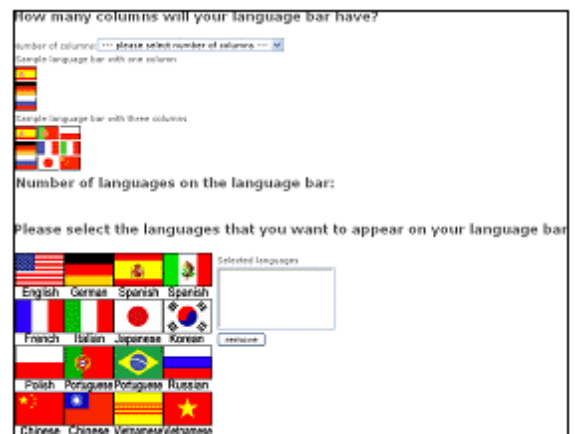 How many columns will your language bar have?
Number of columns: --- please select number of columns ---
Sample language bar with one column
Sample language bar with three columns
Number of languages on the language bar:
Please select the languages that you want to appear on your language bar
Selected languages
English German Spanish Spanish
French Italian Japanese Korean
remove
Polish Portuguese Portuguese Russian
Chinese Chinese Vietnamese Vietnamese